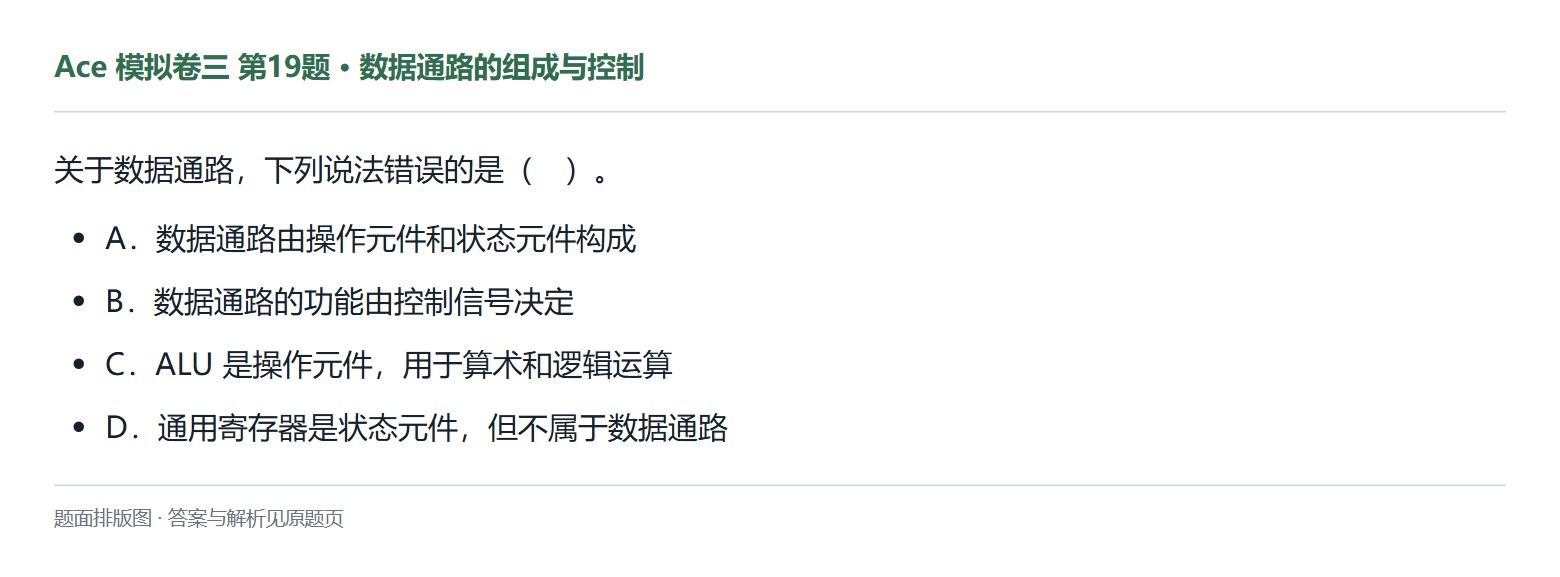 Ace 模拟卷三 第19题 · 数据通路的组成与控制
关于数据通路，下列说法错误的是（　）。
• A．数据通路由操作元件和状态元件构成
• B．数据通路的功能由控制信号决定
• C．ALU 是操作元件，用于算术和逻辑运算
• D．通用寄存器是状态元件，但不属于数据通路
题面排版图 · 答案与解析见原题页